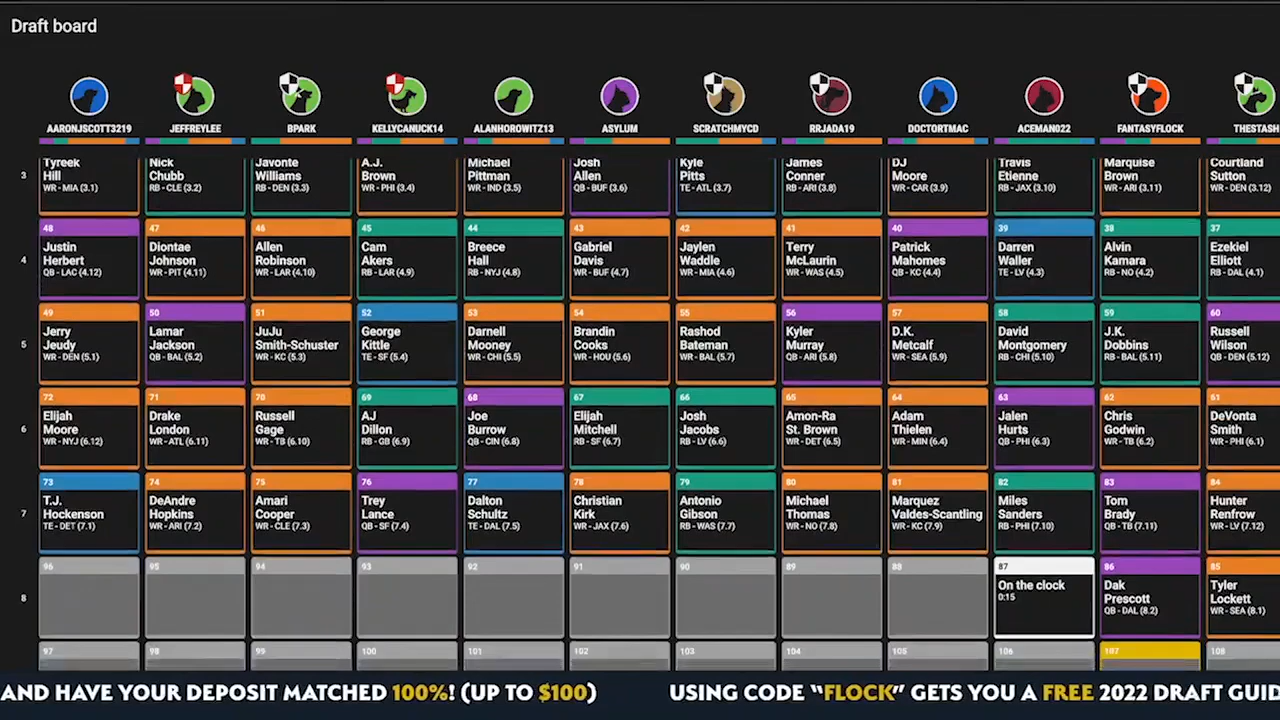 Draft board
AARONJSCOTT3219 JEFFREYLEE BPARK KELLYCANUCK14 ALANHOROWITZ13 ASYLUM SCRATCHMYCD RRJADA19 DOCTORTMAC ACEMAN022 FANTASYFLOCK THESTASH
3
Tyreek Nick Javonte A.J. Michael Josh Kyle James DJ Travis Marquise Courtland
Hill Chubb Williams Brown Pittman Allen Pitts Conner Moore Etienne Brown Sutton
WR - MIA (3.1) RB - CLE (3.2) RB - DEN (3.3) WR - PHI (3.4) WR - IND (3.5) QB - BUF (3.6) TE - ATL (3.7) RB - ARI (3.8) WR - CAR (3.9) RB - JAX (3.10) WR - ARI (3.11) WR - DEN (3.12)
48 47 46 45 44 43 42 41 40 39 38 37
4
Justin Diontae Allen Cam Breece Gabriel Jaylen Terry Patrick Darren Alvin Ezekiel
Herbert Johnson Robinson Akers Hall Davis Waddle McLaurin Mahomes Waller Kamara Elliott
QB - LAC (4.12) WR - PIT (4.11) WR - LAR (4.10) RB - LAR (4.9) RB - NYJ (4.8) WR - BUF (4.7) WR - MIA (4.6) WR - WAS (4.5) QB - KC (4.4) TE - LV (4.3) RB - NO (4.2) RB - DAL (4.1)
49 50 51 52 53 54 55 56 57 58 59 60
5
Jerry Lamar JuJu George Darnell Brandin Rashod Kyler D.K. David J.K. Russell
Jeudy Jackson Smith-Schuster Kittle Mooney Cooks Bateman Murray Metcalf Montgomery Dobbins Wilson
WR - DEN (5.1) QB - BAL (5.2) WR - KC (5.3) TE - SF (5.4) WR - CHI (5.5) WR - HOU (5.6) WR - BAL (5.7) QB - ARI (5.8) WR - SEA (5.9) RB - CHI (5.10) RB - BAL (5.11) QB - DEN (5.12)
72 71 70 69 68 67 66 65 64 63 62 61
6
Elijah Drake Russell AJ Joe Elijah Josh Amon-Ra Adam Jalen Chris DeVonta
Moore London Gage Dillon Burrow Mitchell Jacobs St. Brown Thielen Hurts Godwin Smith
WR - NYJ (6.12) WR - ATL (6.11) WR - TB (6.10) RB - GB (6.9) QB - CIN (6.8) RB - SF (6.7) RB - LV (6.6) WR - DET (6.5) WR - MIN (6.4) QB - PHI (6.3) WR - TB (6.2) WR - PHI (6.1)
73 74 75 76 77 78 79 80 81 82 83 84
7
T.J. DeAndre Amari Trey Dalton Christian Antonio Michael Marquez Miles Tom Hunter
Hockenson Hopkins Cooper Lance Schultz Kirk Gibson Thomas Valdes-Scantling Sanders Brady Renfrow
TE - DET (7.1) WR - ARI (7.2) WR - CLE (7.3) QB - SF (7.4) TE - DAL (7.5) WR - JAX (7.6) RB - WAS (7.7) WR - NO (7.8) WR - KC (7.9) RB - PHI (7.10) QB - TB (7.11) WR - LV (7.12)
96 95 94 93 92 91 90 89 88 87 86 85
8
On the clock Dak Tyler
0:15 Prescott Lockett
QB - DAL (8.2) WR - SEA (8.1)
97 98 99 100 101 102 103 104 105 106 107 108
AND HAVE YOUR DEPOSIT MATCHED 100%! (UP TO $100) USING CODE "FLOCK" GETS YOU A FREE 2022 DRAFT GUID